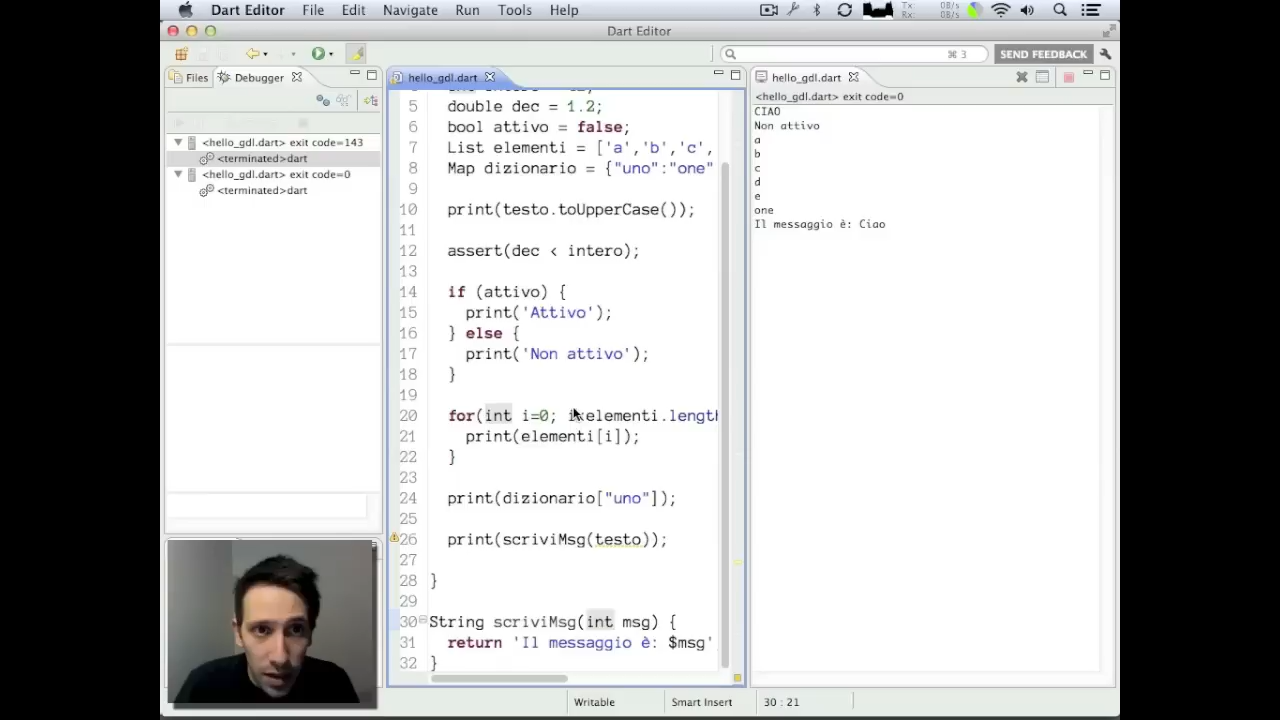 Dart Editor File Edit Navigate Run Tools Help Tx: Rx: 0B/s 0B/s
Dart Editor
⌘ 3 SEND FEEDBACK
Files Debugger
<hello_gdl.dart> exit code=143
<terminated>dart
<hello_gdl.dart> exit code=0
<terminated>dart
hello_gdl.dart
5 double dec = 1.2;
6 bool attivo = false;
7 List elementi = ['a','b','c',
8 Map dizionario = {"uno":"one"
9
10 print(testo.toUpperCase());
11
12 assert(dec < intero);
13
14 if (attivo) {
15 print('Attivo');
16 } else {
17 print('Non attivo');
18 }
19
20 for(int i=0; i<elementi.length
21 print(elementi[i]);
22 }
23
24 print(dizionario["uno"]);
25
26 print(scriviMsg(testo));
27
28 }
29
30 String scriviMsg(int msg) {
31 return 'Il messaggio è: $msg'
32 }
hello_gdl.dart
<hello_gdl.dart> exit code=0
CIAO
Non attivo
a
b
c
d
e
one
Il messaggio è: Ciao
Writable Smart Insert 30 : 21